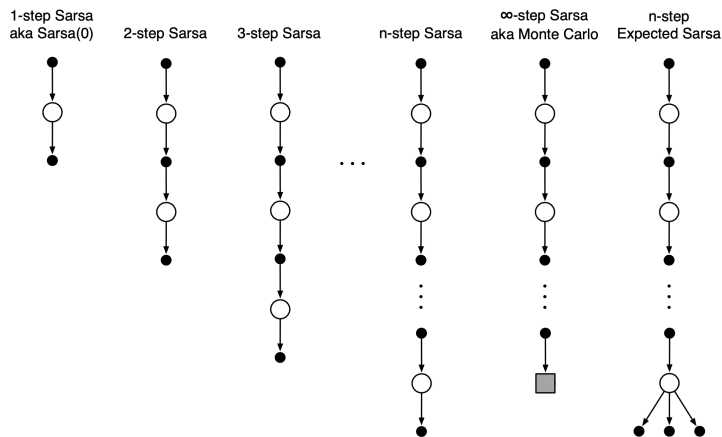 1-step Sarsa
aka Sarsa(0)
2-step Sarsa
3-step Sarsa
n-step Sarsa
∞-step Sarsa
aka Monte Carlo
n-step
Expected Sarsa